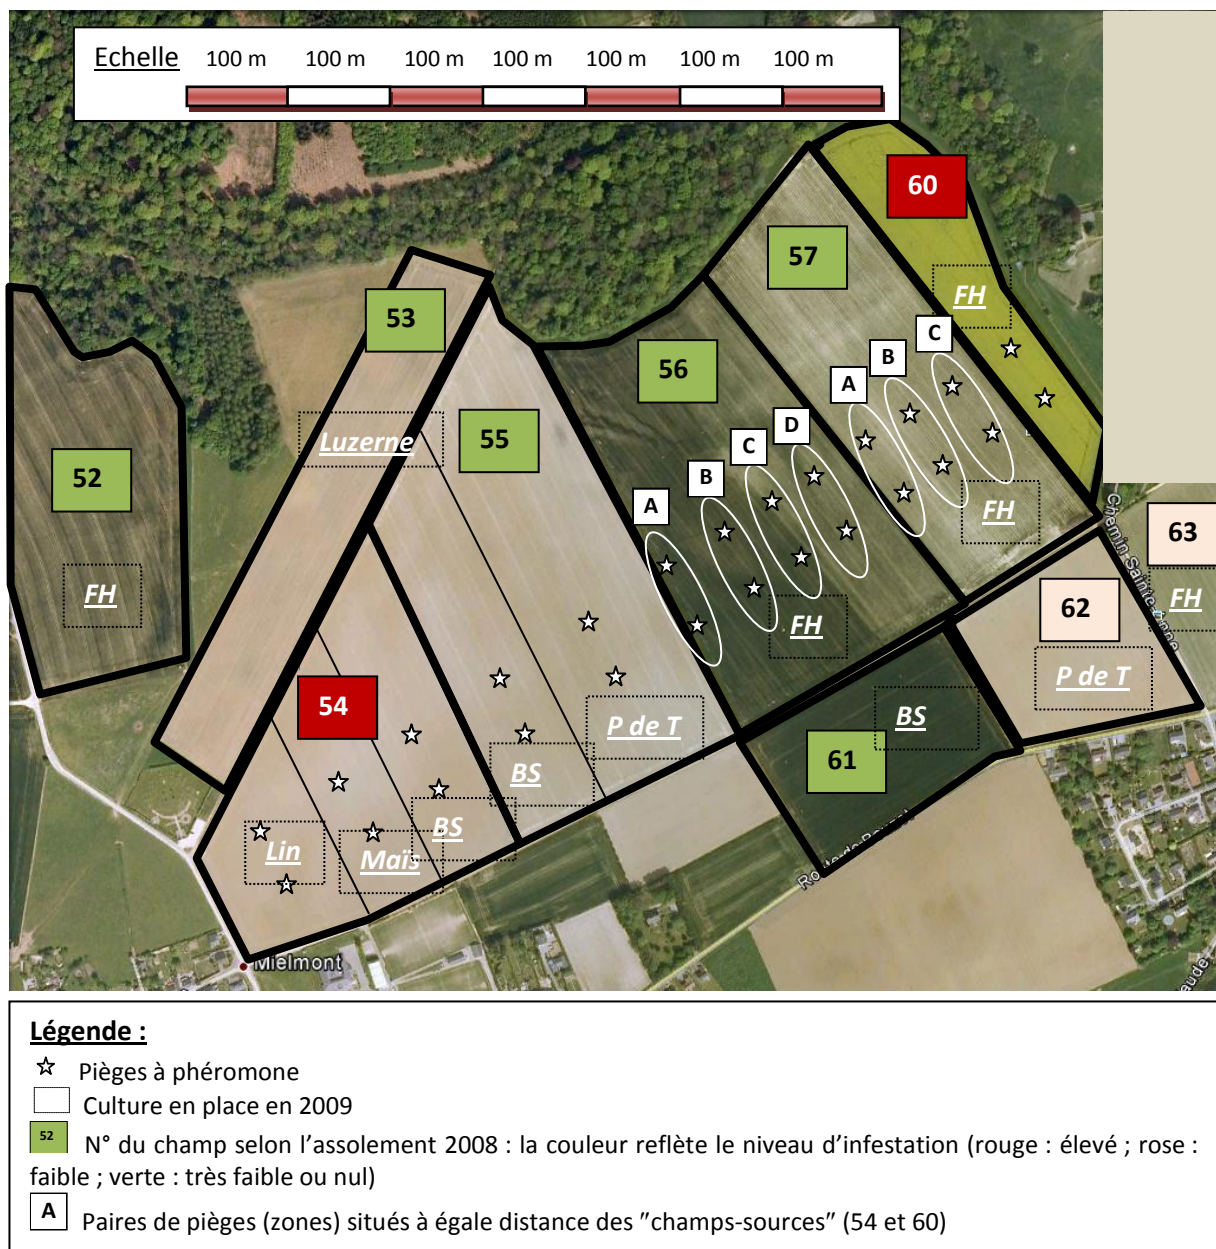 Echelle 100 m 100 m 100 m 100 m 100 m 100 m 100 m
60
57
FH
53
C
B
56
A
Luzerne
55
D
C
52
B
A
FH
Chemin Sainte Anne
63
FH
FH
62
FH
54
P de T
P de T
BS
BS
61
BS
Lin
Maïs
Mielmont
Légende :
Pièges à phéromone
Culture en place en 2009
52 N° du champ selon l’assolement 2008 : la couleur reflète le niveau d’infestation (rouge : élevé ; rose :
faible ; verte : très faible ou nul)
A Paires de pièges (zones) situés à égale distance des ″champs-sources″ (54 et 60)